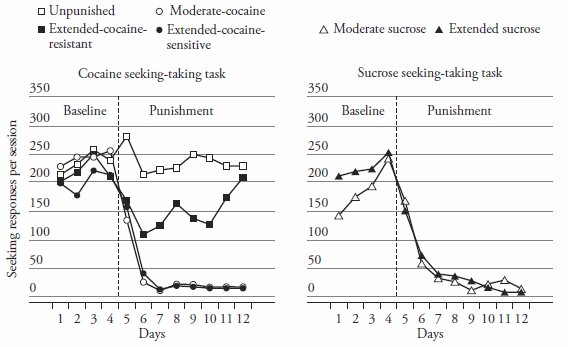 Unpunished
Moderate-cocaine
Extended-cocaine-
resistant
Extended-cocaine-
sensitive
Cocaine seeking-taking task
Seeking responses per session
350
300
250
200
150
100
50
0
Baseline
Punishment
1 2 3 4 5 6 7 8 9 10 11 12
Days
Moderate sucrose
Extended sucrose
Sucrose seeking-taking task
350
300
250
200
150
100
50
0
Baseline
Punishment
1 2 3 4 5 6 7 8 9 10 11 12
Days